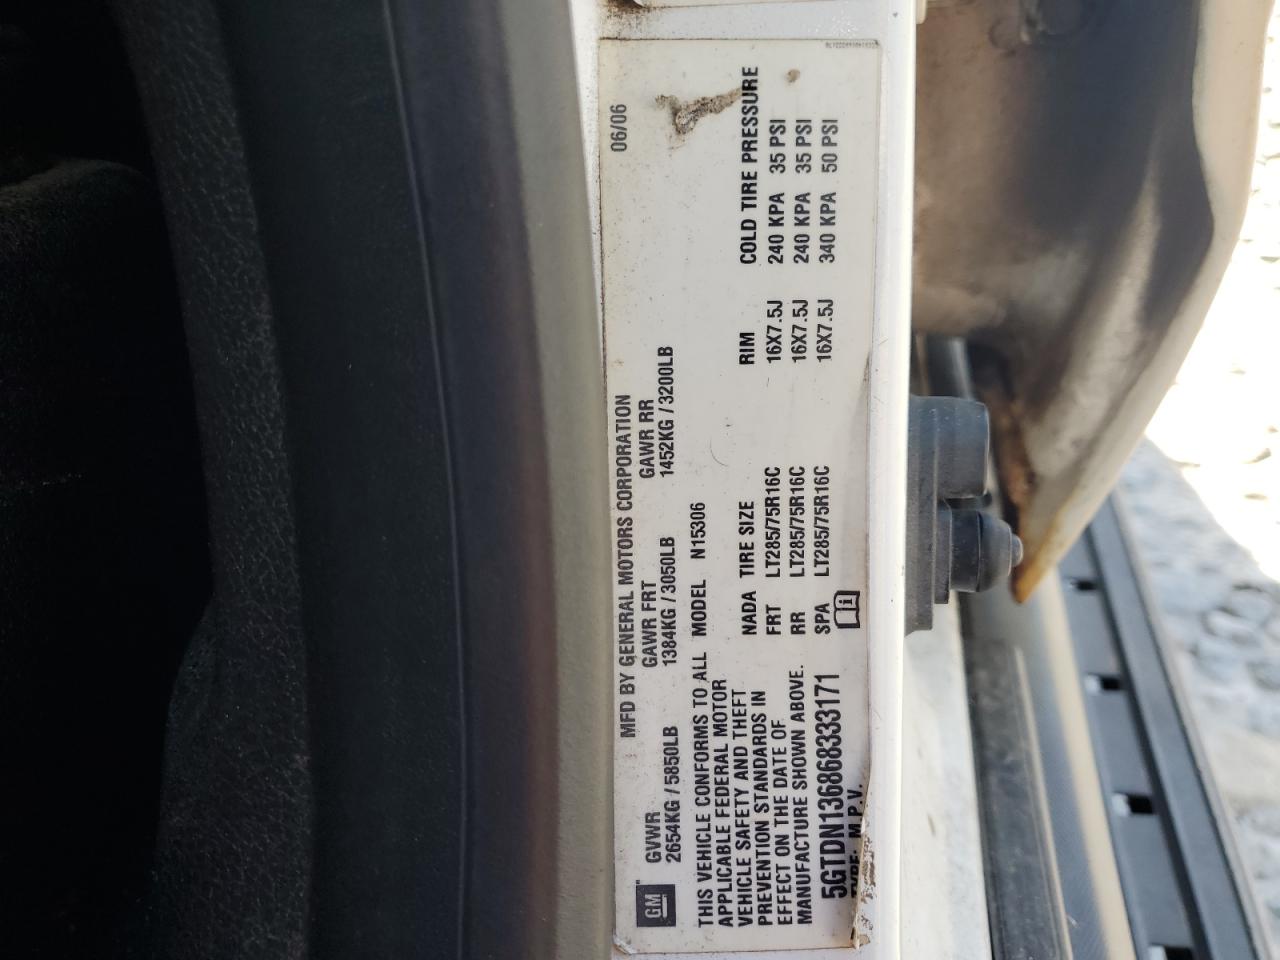 MFD BY GENERAL MOTORS CORPORATION 06/06
GVWR GAWR FRT GAWR RR
2654KG / 5850LB 1384KG / 3050LB 1452KG / 3200LB
GM
THIS VEHICLE CONFORMS TO ALL
APPLICABLE FEDERAL MOTOR
VEHICLE SAFETY AND THEFT
PREVENTION STANDARDS IN
EFFECT ON THE DATE OF
MANUFACTURE SHOWN ABOVE.
5GTDN136868333171
TYPE: M.P.V.
MODEL N15306
NADA TIRE SIZE RIM COLD TIRE PRESSURE
FRT LT285/75R16C 16X7.5J 240 KPA 35 PSI
RR LT285/75R16C 16X7.5J 240 KPA 35 PSI
SPA LT285/75R16C 16X7.5J 340 KPA 50 PSI